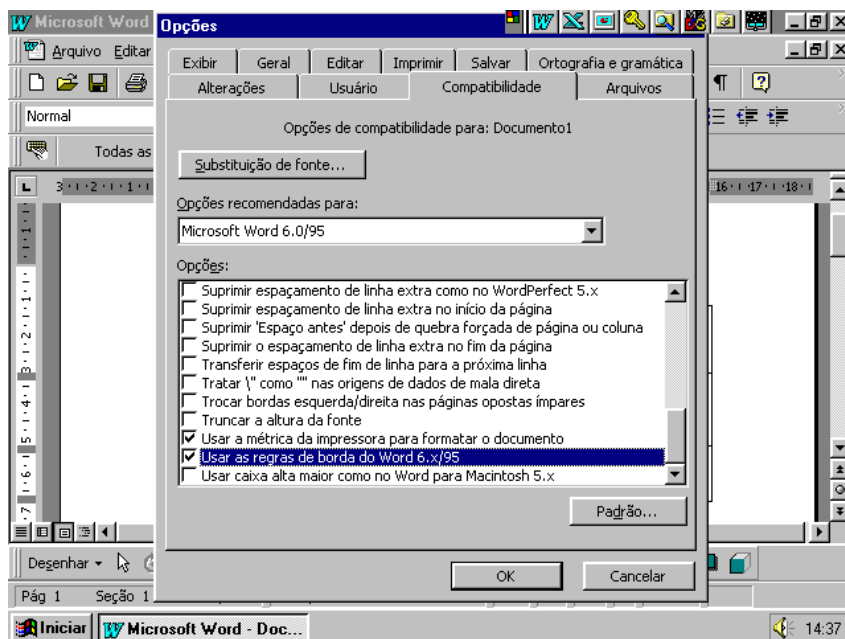 Microsoft Word
Opções
Arquivo Editar
Exibir Geral Editar Imprimir Salvar Ortografia e gramática
Alterações Usuário Compatibilidade Arquivos
Normal
Opções de compatibilidade para: Documento1
Todas as
Substituição de fonte...
3 2 1 1 16 17 18
Opções recomendadas para:
Microsoft Word 6.0/95
Opções:
Suprimir espaçamento de linha extra como no WordPerfect 5.x
Suprimir espaçamento de linha extra no início da página
Suprimir 'Espaço antes' depois de quebra forçada de página ou coluna
Suprimir o espaçamento de linha extra no fim da página
Transferir espaços de fim de linha para a próxima linha
Tratar \" como "" nas origens de dados de mala direta
Trocar bordas esquerda/direita nas páginas opostas ímpares
Truncar a altura da fonte
Usar a métrica da impressora para formatar o documento
Usar as regras de borda do Word 6.x/95
Usar caixa alta maior como no Word para Macintosh 5.x
Padrão...
Desenhar
OK Cancelar
Pág 1 Seção 1
Iniciar Microsoft Word - Doc... 14:37